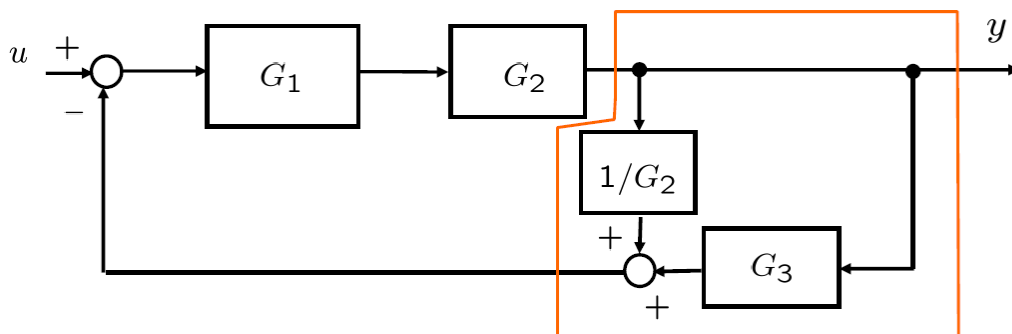 y
u
+
G₁
G₂
−
1/G₂
+
G₃
+